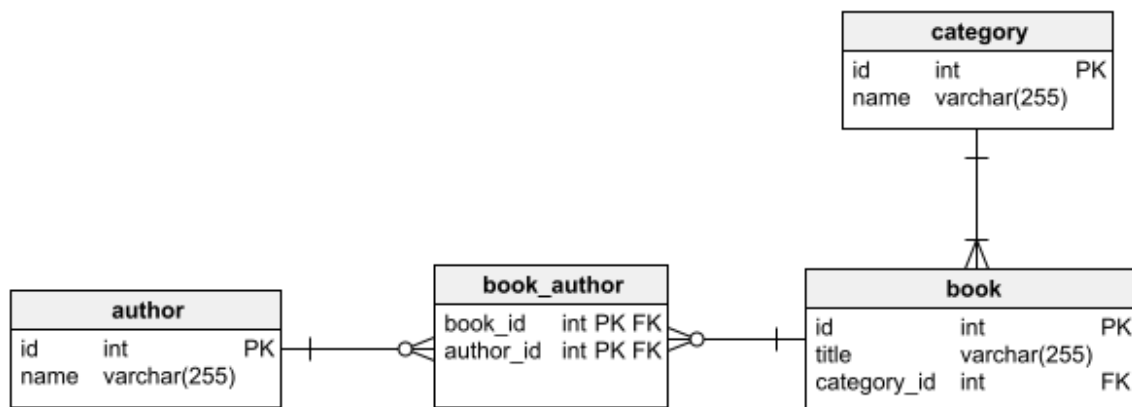 category
id int PK
name varchar(255)
author
id int PK
name varchar(255)
book_author
book_id int PK FK
author_id int PK FK
book
id int PK
title varchar(255)
category_id int FK